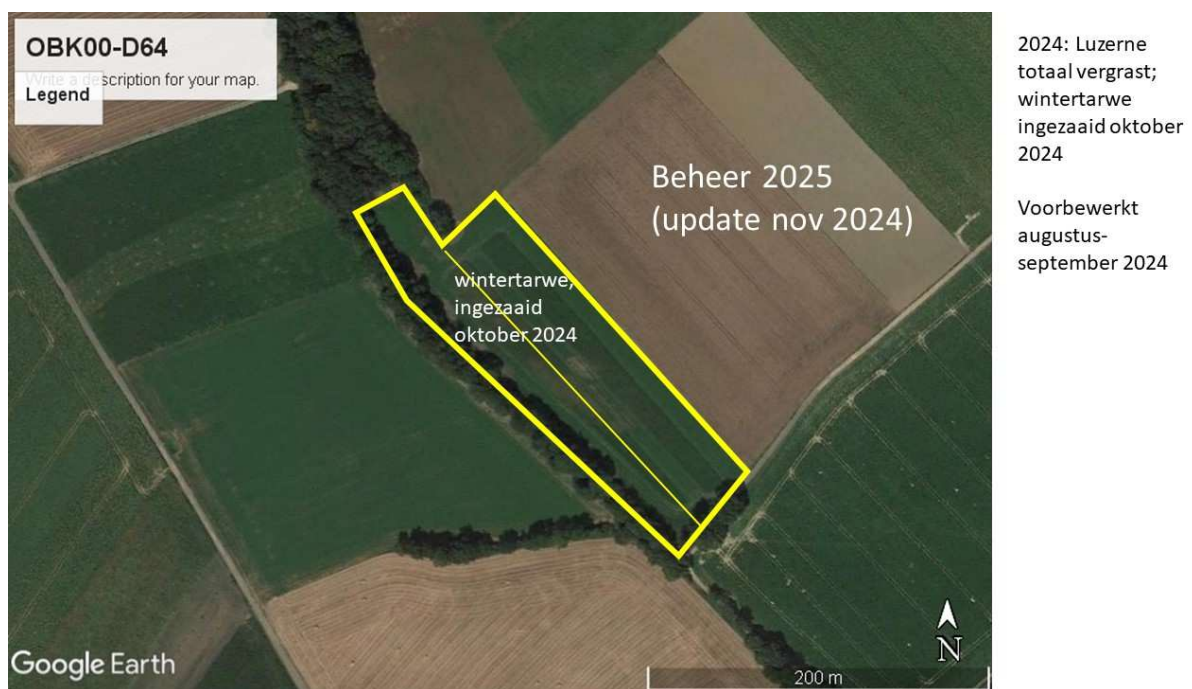 OBK00-D64
Write a description for your map.
Legend
Beheer 2025
(update nov 2024)
wintertarwe,
ingezaaid
oktober 2024
Google Earth
N
200 m
2024: Luzerne
totaal vergrast;
wintertarwe
ingezaaid oktober
2024
Voorbewerkt
augustus-
september 2024